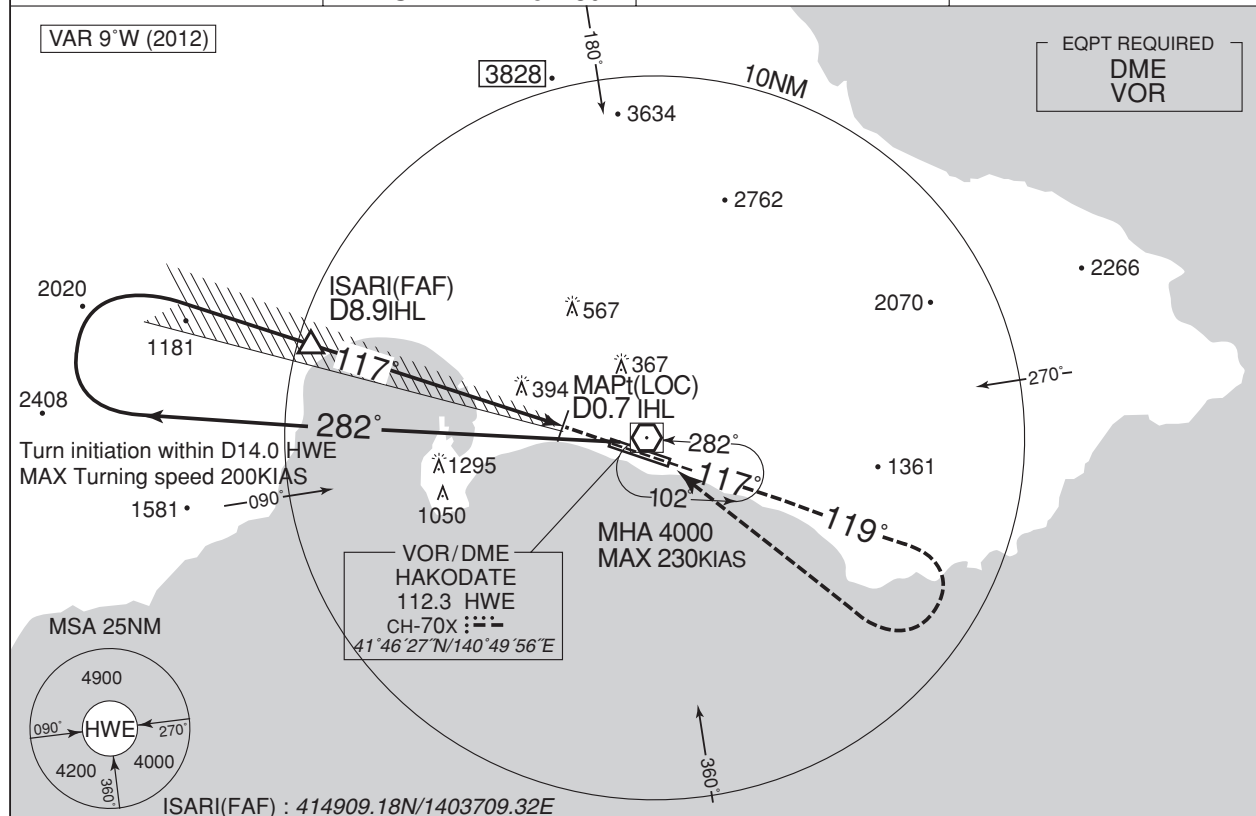 VAR 9°W (2012)
EQPT REQUIRED
DME
VOR
180°
3828
10NM
3634
2762
2266
2070
2020
ISARI(FAF)
D8.9IHL
567
1181
117°
367
270°
394
MAPt(LOC)
D0.7 IHL
2408
282°
282°
Turn initiation within D14.0 HWE
MAX Turning speed 200KIAS
1295
117°
1361
1581
090°
102°
1050
119°
MHA 4000
MAX 230KIAS
VOR/DME
HAKODATE
112.3 HWE
CH-70X
41°46´27˝N/140°49´56˝E
MSA 25NM
4900
090°
HWE
270°
4200
4000
360°
360°
ISARI(FAF) : 414909.18N/1403709.32E